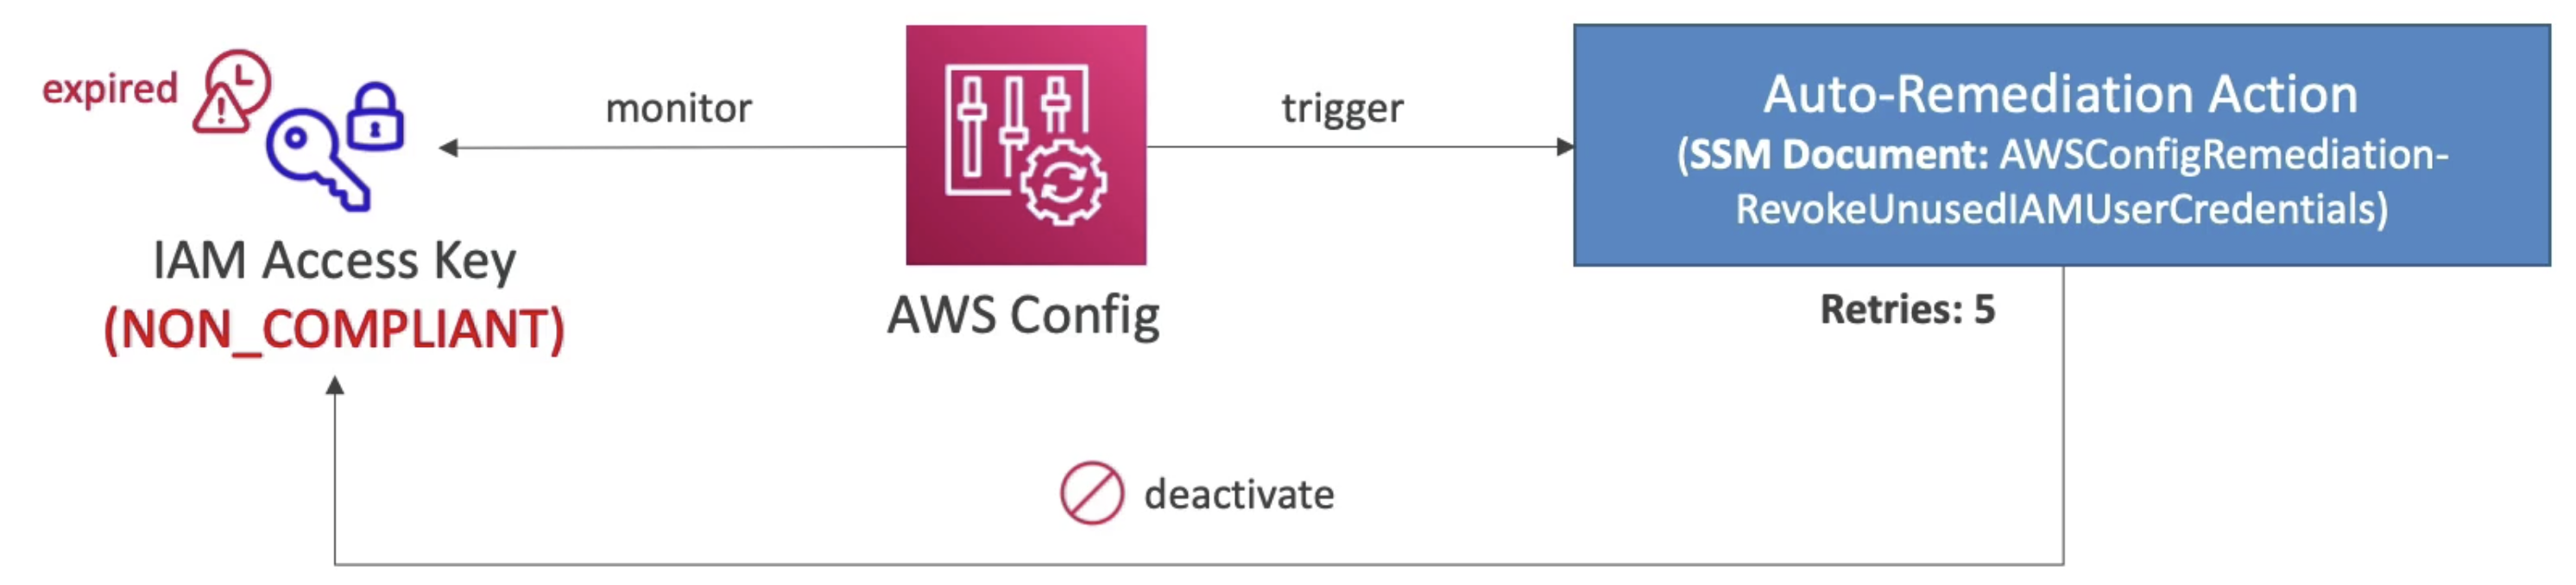 expired
IAM Access Key
(NON_COMPLIANT)
monitor
AWS Config
trigger
Auto-Remediation Action
(SSM Document: AWSConfigRemediation-
RevokeUnusedIAMUserCredentials)
Retries: 5
deactivate